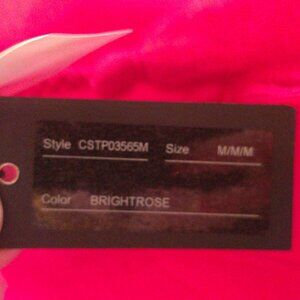 Style CSTP03565M Size M/M/M
Color BRIGHTROSE